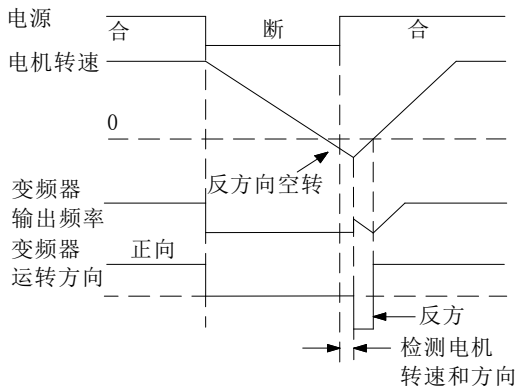 电源
合
断
合
电机转速
0
反方向空转
变频器
输出频率
变频器
运转方向
正向
反方
检测电机
转速和方向